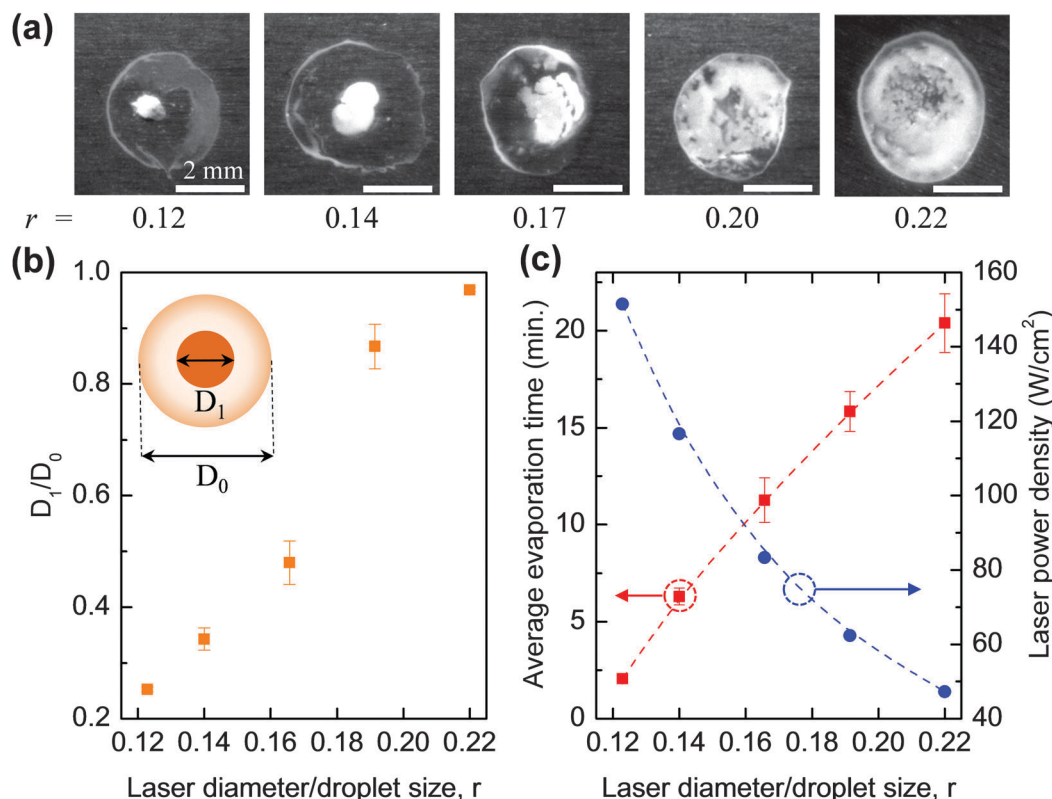 (a)
2 mm
r = 0.12 0.14 0.17 0.20 0.22
(b)
1.0
0.8
0.6
0.4
0.2
D1/D0
D1
D0
0.12 0.14 0.16 0.18 0.20 0.22
Laser diameter/droplet size, r
(c)
20
15
10
5
0
Average evaporation time (min.)
160
140
120
100
80
60
40
Laser power density (W/cm²)
0.12 0.14 0.16 0.18 0.20 0.22
Laser diameter/droplet size, r